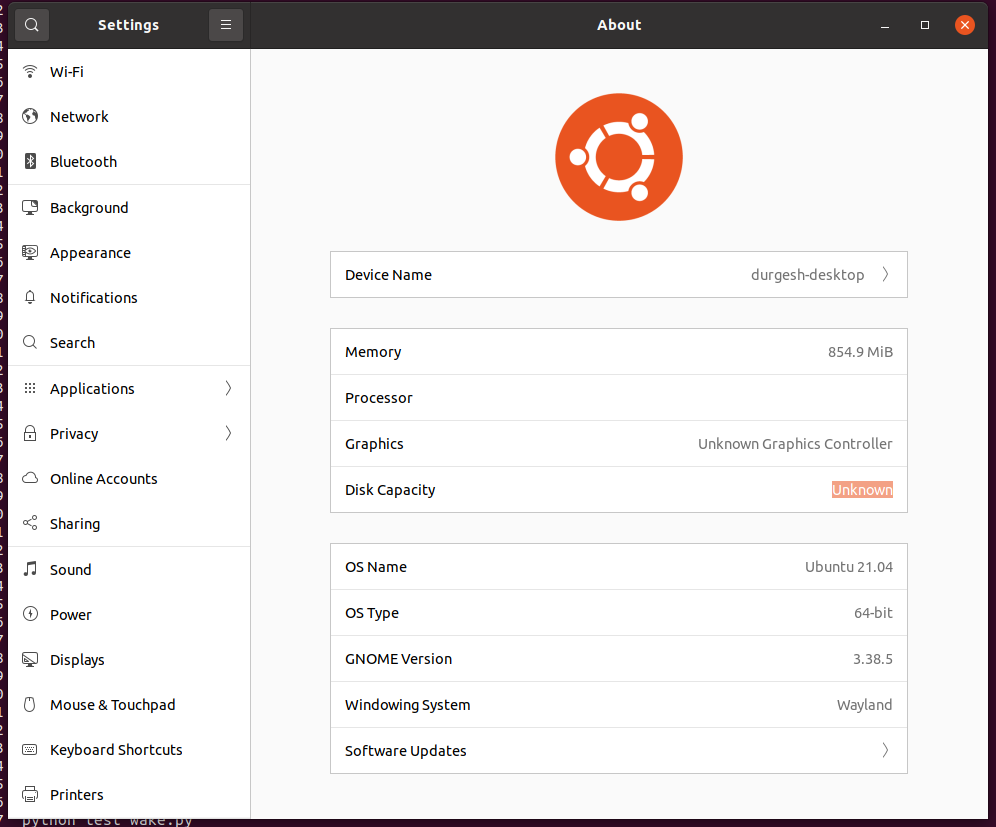 Settings
About
Wi-Fi
Network
Bluetooth
Background
Appearance
Notifications
Search
Applications
Privacy
Online Accounts
Sharing
Sound
Power
Displays
Mouse & Touchpad
Keyboard Shortcuts
Printers
Device Name durgesh-desktop
Memory 854.9 MiB
Processor
Graphics Unknown Graphics Controller
Disk Capacity Unknown
OS Name Ubuntu 21.04
OS Type 64-bit
GNOME Version 3.38.5
Windowing System Wayland
Software Updates
python test_wake.py